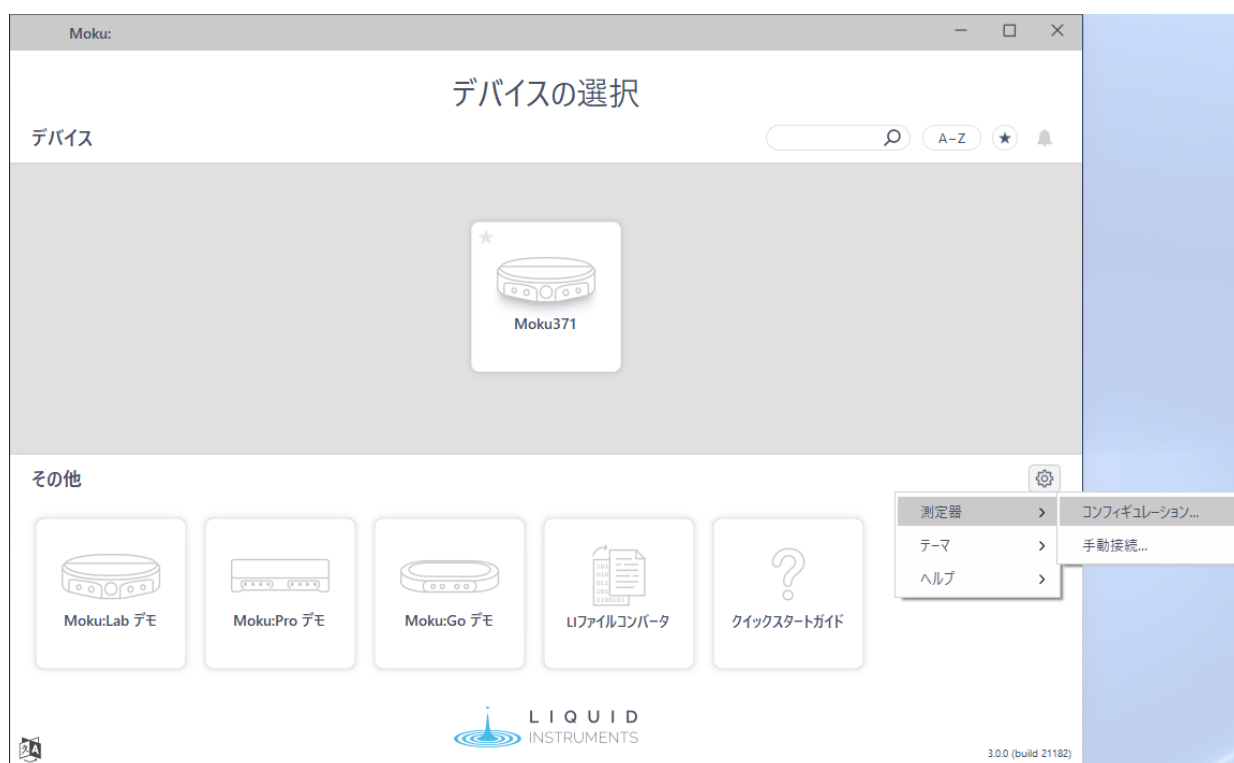 Moku:
デバイスの選択
デバイス
A-Z
Moku371
その他
測定器
コンフィギュレーション...
テーマ
手動接続...
ヘルプ
Moku:Lab デモ
Moku:Pro デモ
Moku:Go デモ
LIファイルコンバータ
クイックスタートガイド
LIQUID
INSTRUMENTS
3.0.0 (build 21182)